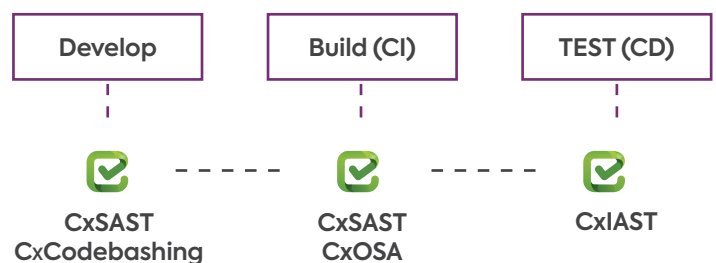 Develop
Build (CI)
TEST (CD)
CxSAST
CxCodebashing
CxSAST
CxOSA
CxIAST